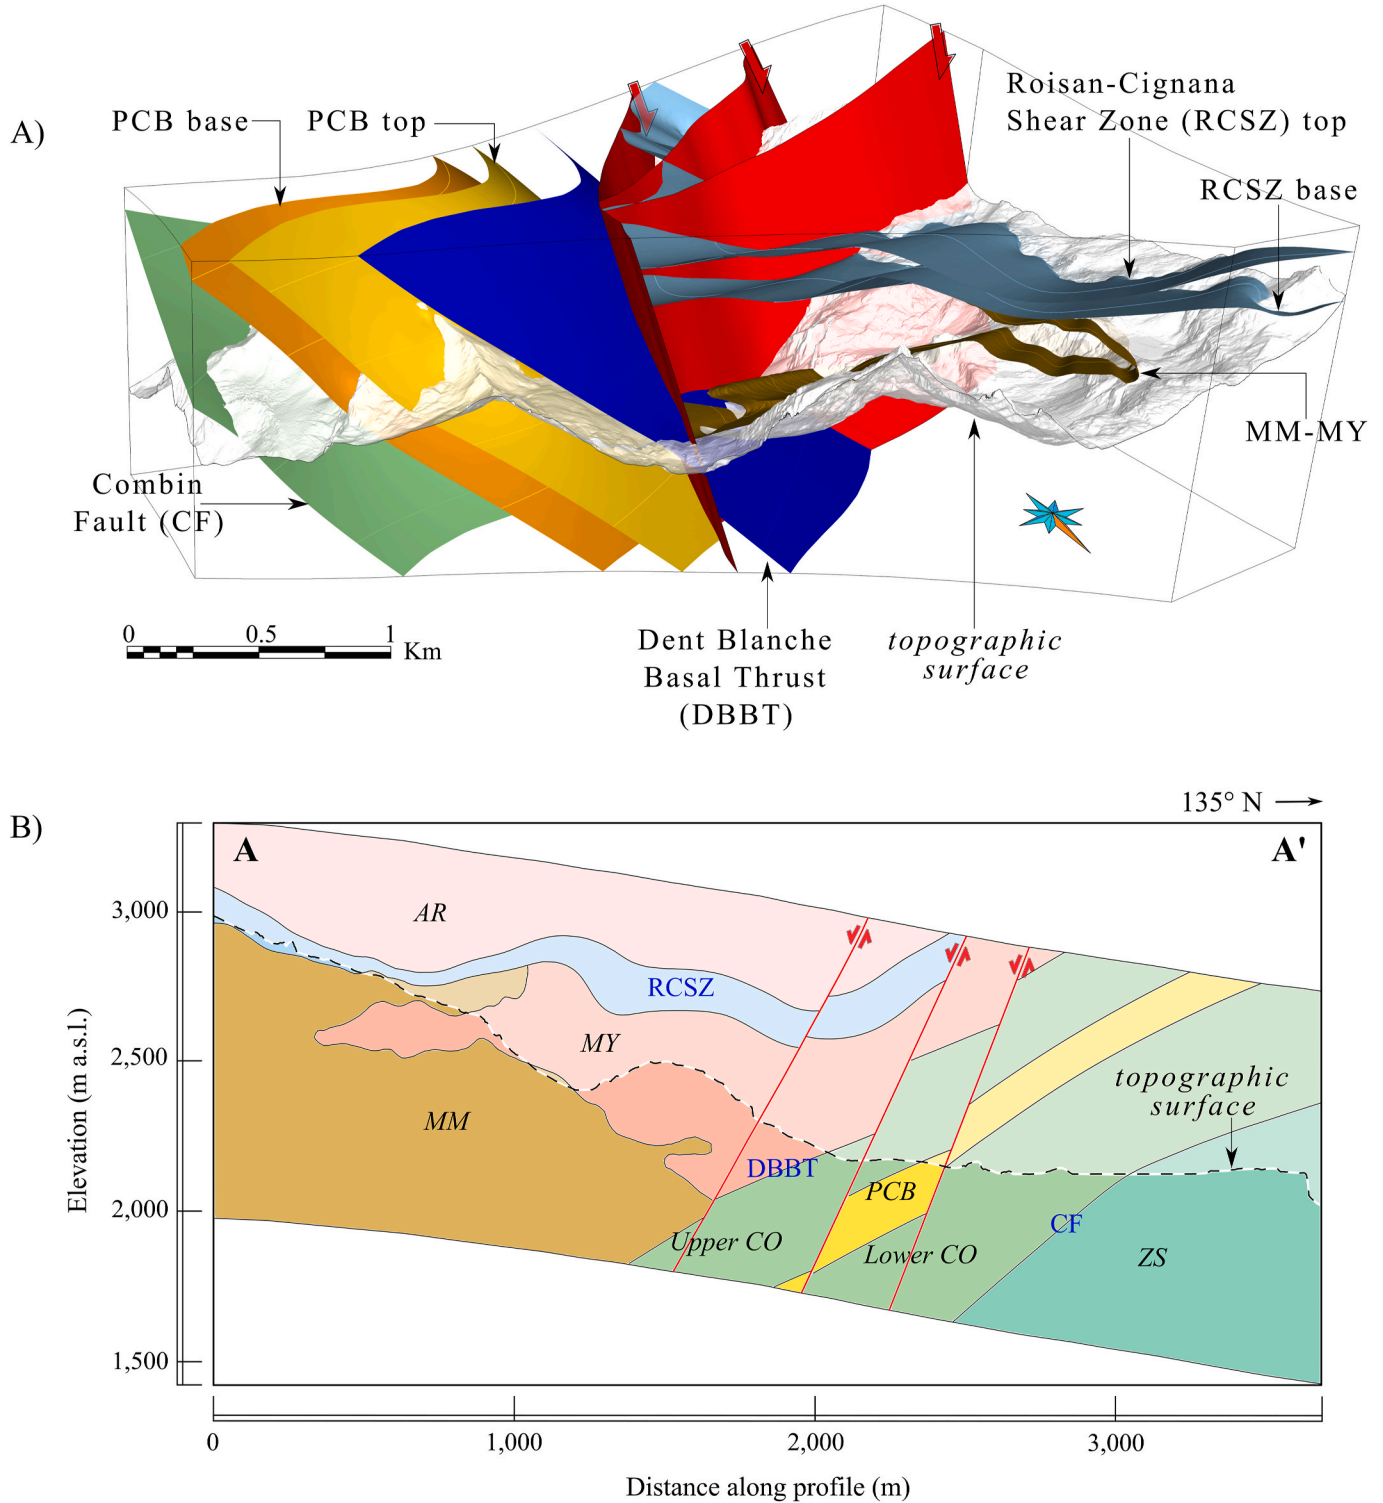 A)
PCB base
PCB top
Roisan-Cignana
Shear Zone (RCSZ) top
RCSZ base
MM-MY
Combin
Fault (CF)
0 0.5 1
Km
Dent Blanche
Basal Thrust
(DBBT)
topographic
surface
B)
135° N
A
A'
AR
RCSZ
MY
MM
DBBT
PCB
Upper CO
Lower CO
CF
ZS
topographic
surface
3,000
2,500
2,000
1,500
Elevation (m a.s.l.)
0 1,000 2,000 3,000
Distance along profile (m)